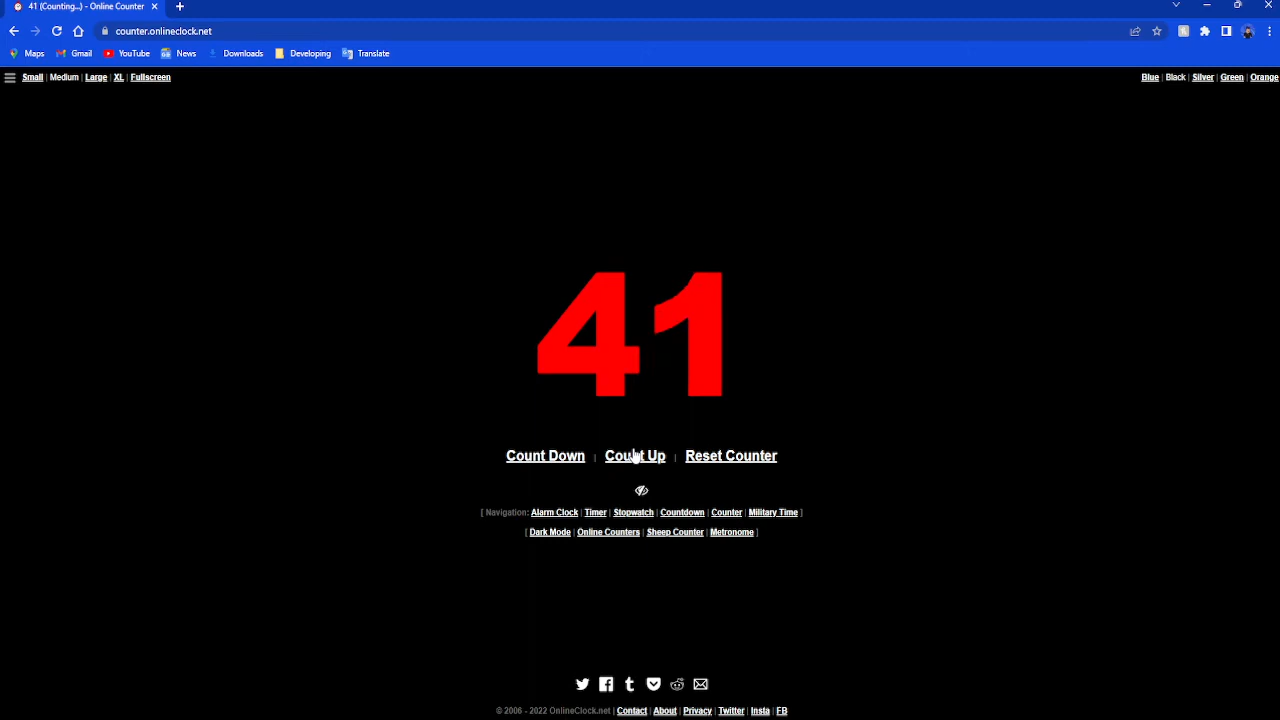 41 (Counting...) - Online Counter
counter.onlineclock.net
Maps Gmail YouTube News Downloads Developing Translate
Small | Medium | Large | XL | Fullscreen
Blue | Black | Silver | Green | Orange
41
Count Down | Count Up | Reset Counter
[ Navigation: Alarm Clock | Timer | Stopwatch | Countdown | Counter | Military Time ]
[ Dark Mode | Online Counters | Sheep Counter | Metronome ]
© 2006 - 2022 OnlineClock.net | Contact | About | Privacy | Twitter | Insta | FB